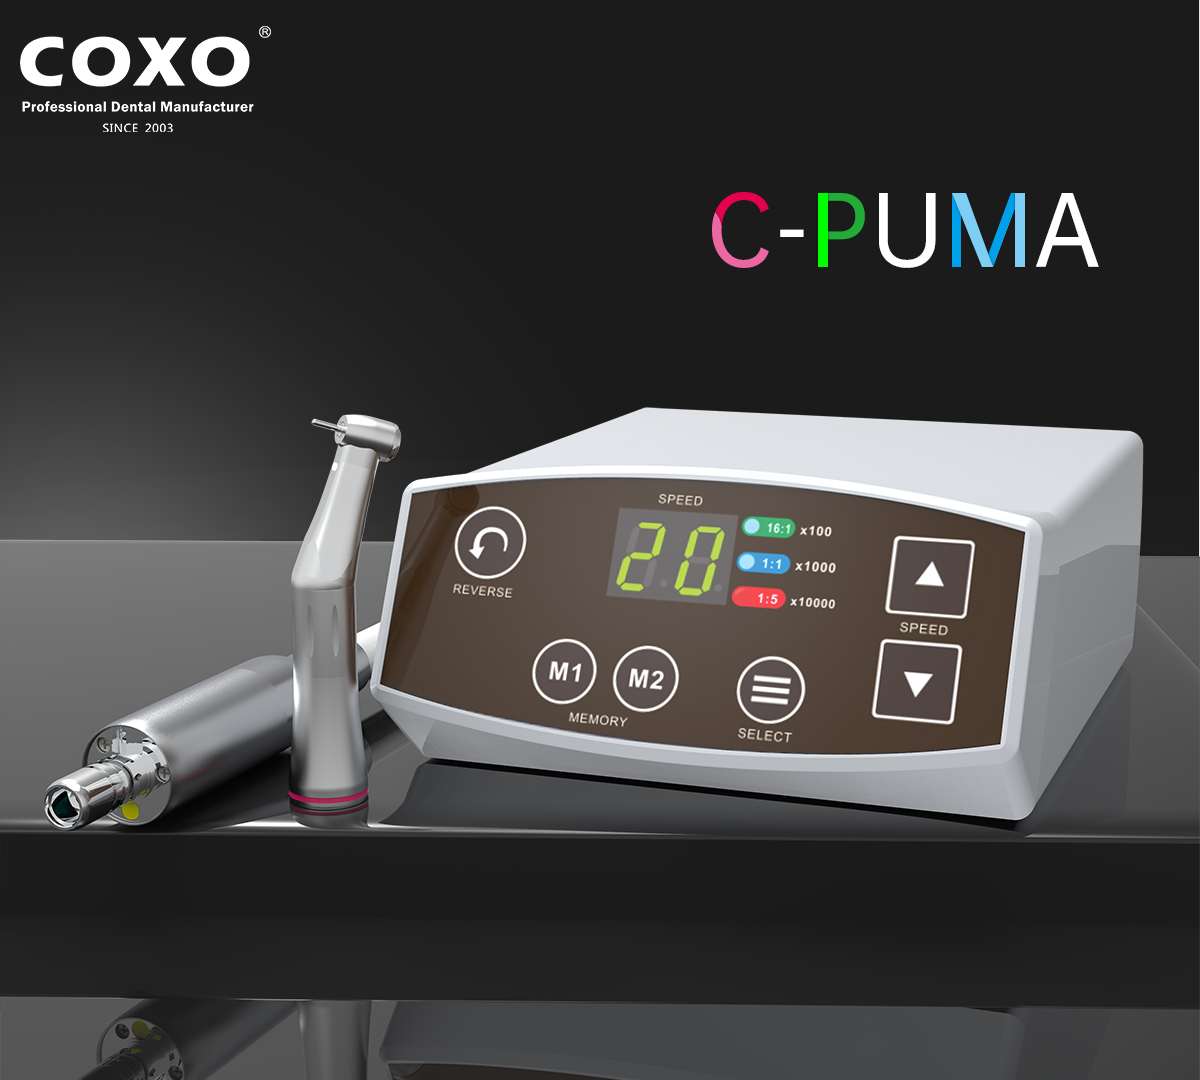 COXO®
Professional Dental Manufacturer
SINCE 2003
C-PUMA
SPEED
20
16:1 x100
1:1 x1000
1:5 x10000
REVERSE
SPEED
M1 M2
MEMORY
SELECT